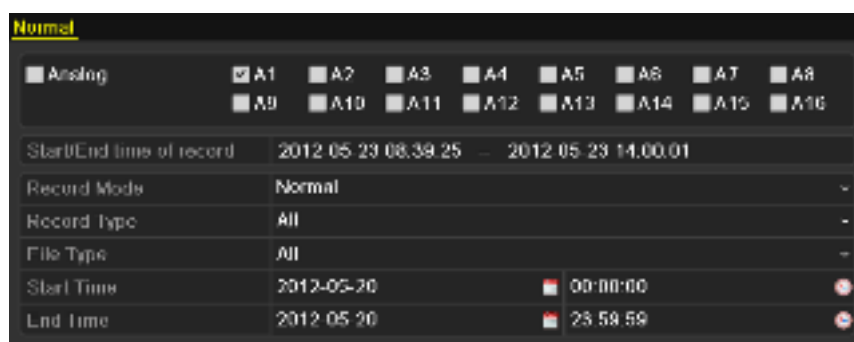 Normal
Analog A1 A2 A3 A4 A5 A6 A7 A8
A9 A10 A11 A12 A13 A14 A15 A16
Start/End time of record 2012-05-23 08:39:25 -- 2012-05-23 14:00:01
Record Mode Normal
Record Type All
File Type All
Start Time 2012-05-20 00:00:00
End Time 2012-05-20 23:59:59